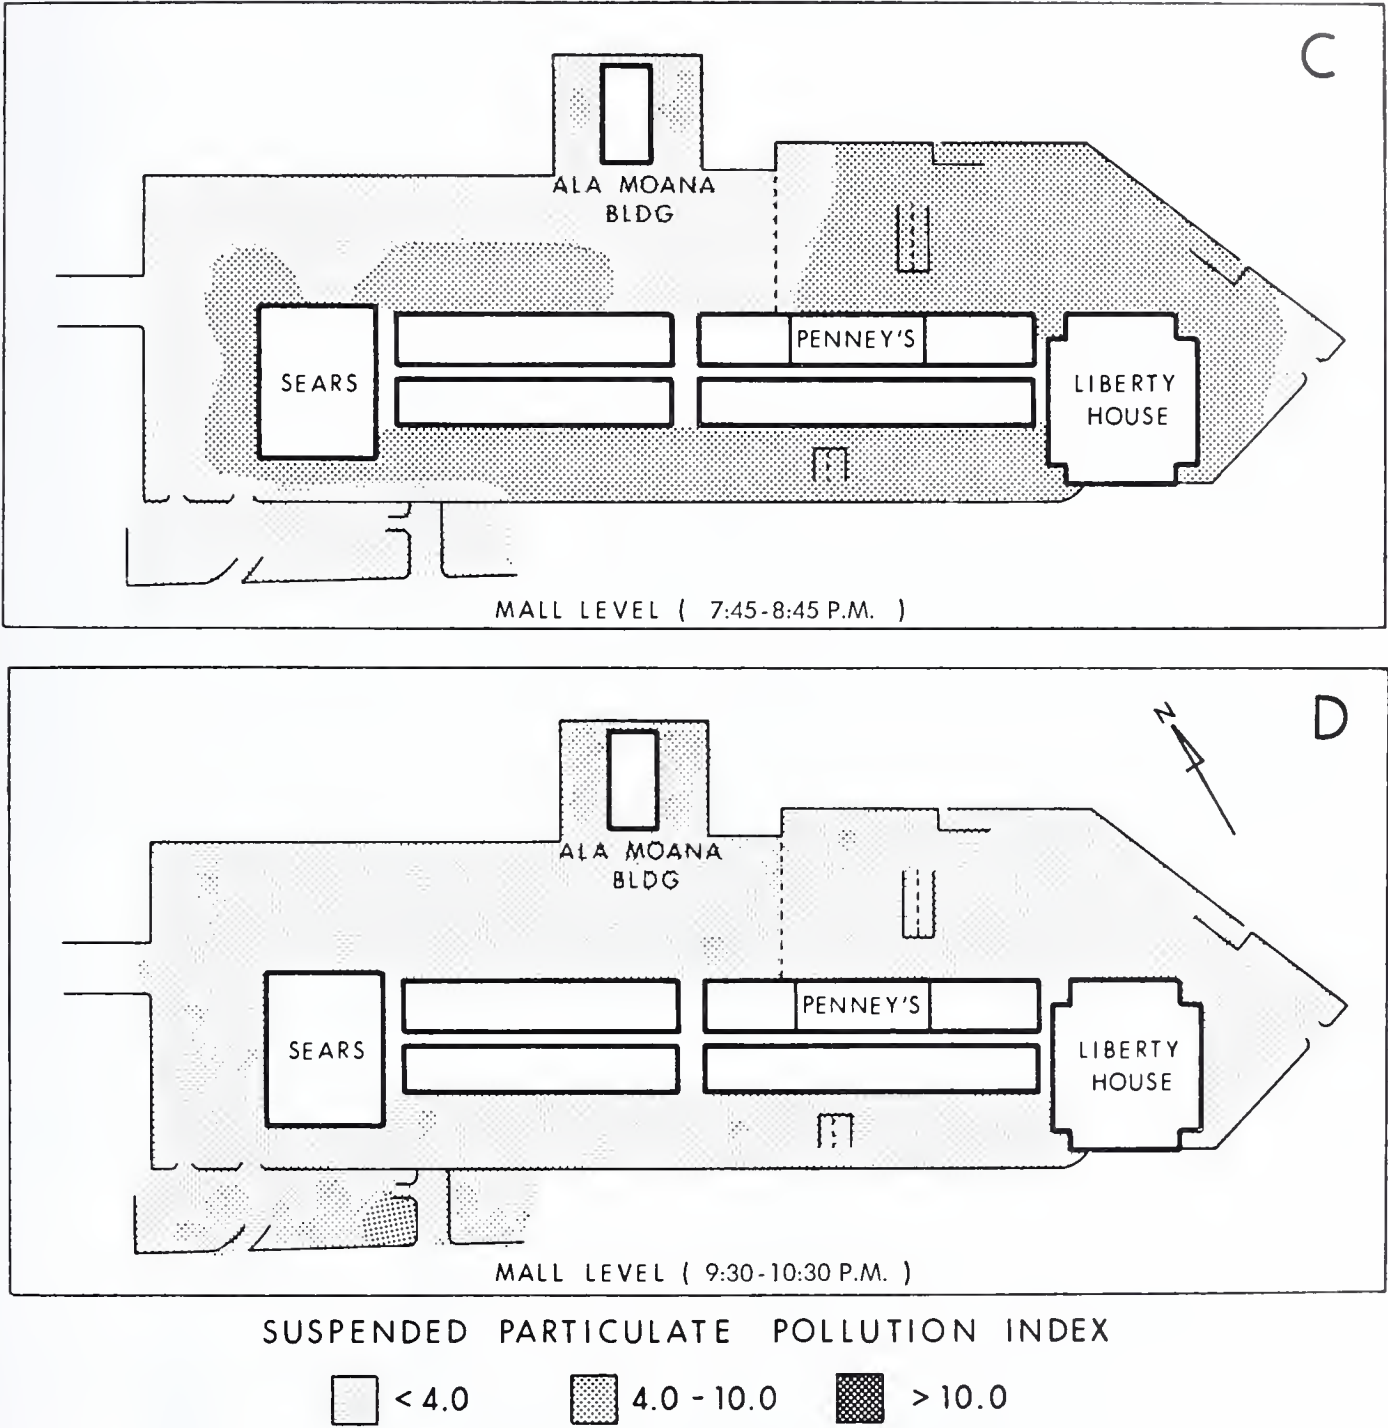 C
ALA MOANA
BLDG
PENNEY'S
SEARS
LIBERTY
HOUSE
MALL LEVEL ( 7:45-8:45 P.M. )
N
D
ALA MOANA
BLDG
PENNEY'S
SEARS
LIBERTY
HOUSE
MALL LEVEL ( 9:30-10:30 P.M. )
SUSPENDED PARTICULATE POLLUTION INDEX
< 4.0
4.0 - 10.0
> 10.0